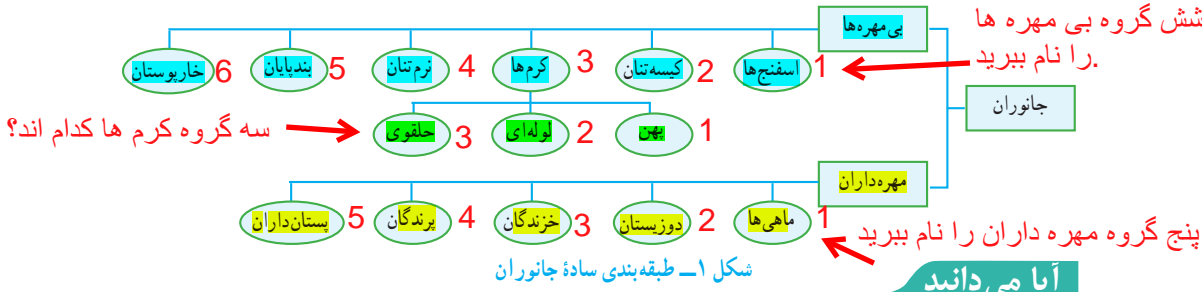 شش گروه بی مهره ها
را نام ببرید.
بی‌مهره‌ها
1 اسفنج‌ها
2 کیسه‌تنان
3 کرم‌ها
4 نرم‌تنان
5 بندپایان
6 خارپوستان
جانوران
سه گروه کرم ها کدام اند؟
1 پهن
2 لوله‌ای
3 حلقوی
مهره‌داران
1 ماهی‌ها
2 دوزیستان
3 خزندگان
4 پرندگان
5 پستان‌داران
پنج گروه مهره داران را نام ببرید
شکل ۱ــ طبقه‌بندی سادهٔ جانوران
آیا می‌دانید